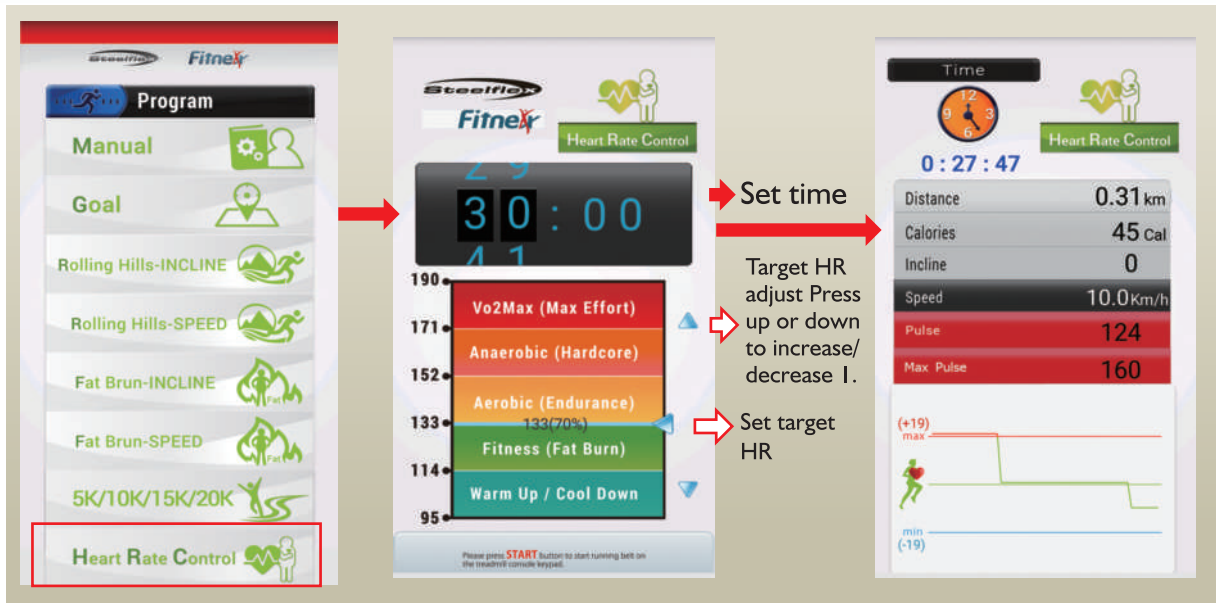 Steelflex Fitnexr
Program
Manual
Goal
Rolling Hills-INCLINE
Rolling Hills-SPEED
Fat Brun-INCLINE
Fat
Fat Brun-SPEED
Fat
5K/10K/15K/20K
Heart Rate Control
Steelflex
Fitnexr
Heart Rate Control
2 9
3 0 : 0 0
4 1
190
Vo2Max (Max Effort)
171
Anaerobic (Hardcore)
152
Aerobic (Endurance)
133
133(70%)
Fitness (Fat Burn)
114
Warm Up / Cool Down
95
Please press START button to start running belt on
the treadmill console keypad.
Set time
Target HR
adjust Press
up or down
to increase/
decrease 1.
Set target
HR
Time
12
9 3
6
0 : 27 : 47
Heart Rate Control
Distance 0.31 km
Calories 45 Cal
Incline 0
Speed 10.0 Km/h
Pulse 124
Max Pulse 160
(+19)
max
min
(-19)